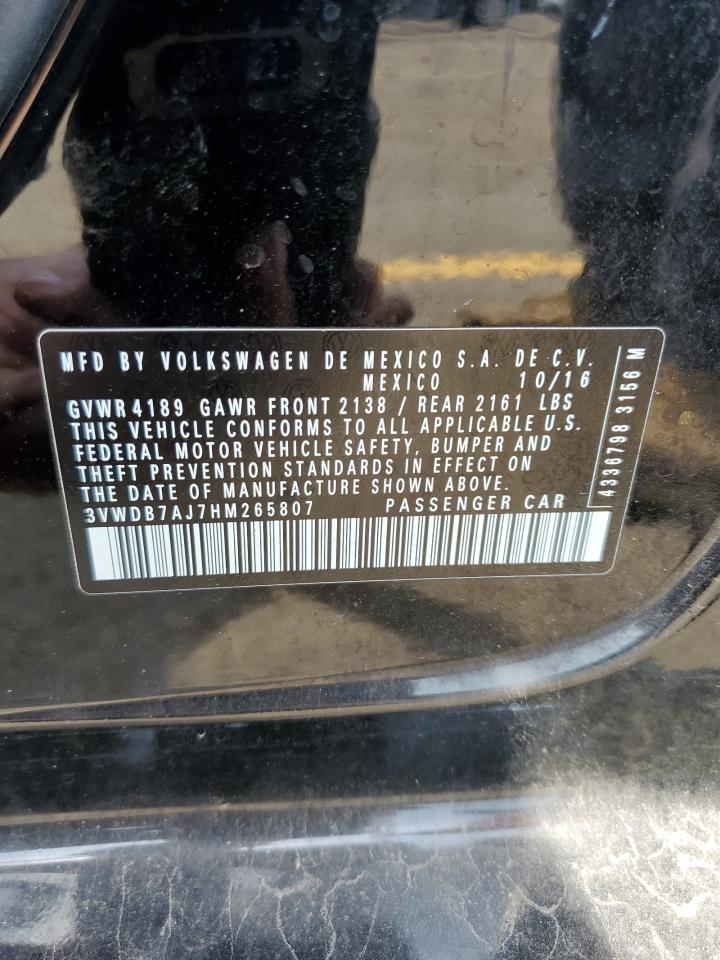 MFD BY VOLKSWAGEN DE MEXICO S.A. DE C.V.
MEXICO 10/16
GVWR 4189 GAWR FRONT 2138 / REAR 2161 LBS
THIS VEHICLE CONFORMS TO ALL APPLICABLE U.S.
FEDERAL MOTOR VEHICLE SAFETY, BUMPER AND
THEFT PREVENTION STANDARDS IN EFFECT ON
THE DATE OF MANUFACTURE SHOWN ABOVE.
3VWDB7AJ7HM265807 PASSENGER CAR
4336798 3156 M